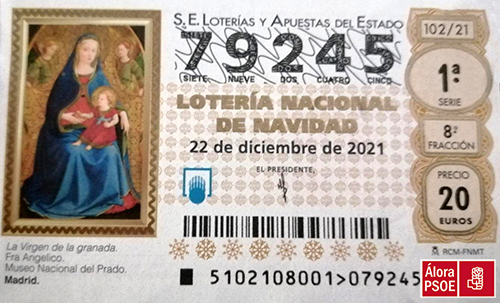 S.E. LOTERÍAS Y APUESTAS DEL ESTADO
102/21
79245
SIETE NUEVE DOS CUATRO CINCO
1ª
SERIE
LOTERÍA NACIONAL
DE NAVIDAD
8ª
FRACCIÓN
22 de diciembre de 2021
EL PRESIDENTE,
PRECIO
20
EUROS
La Virgen de la granada.
Fra Angelico.
Museo Nacional del Prado.
Madrid.
RCM-FNMT
5102108001>079245
Álora
PSOE